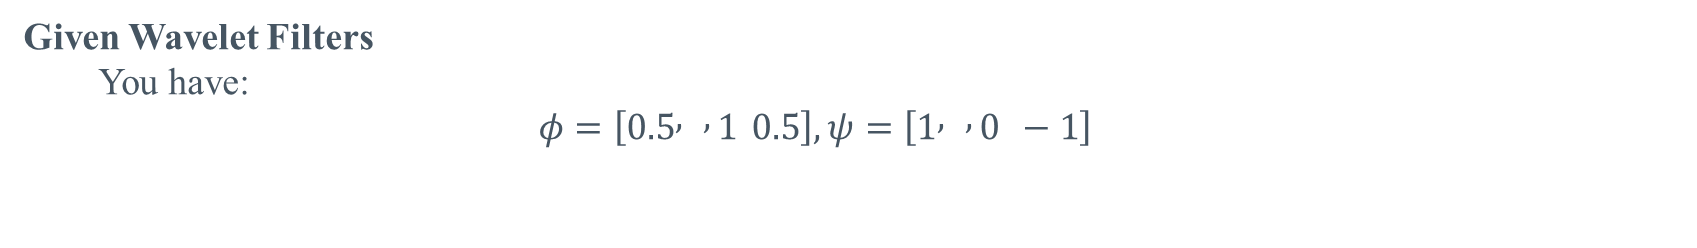 Given Wavelet Filters
You have:
𝜙 = [0.5، ،1 0.5], 𝜓 = [1، ،0 − 1]